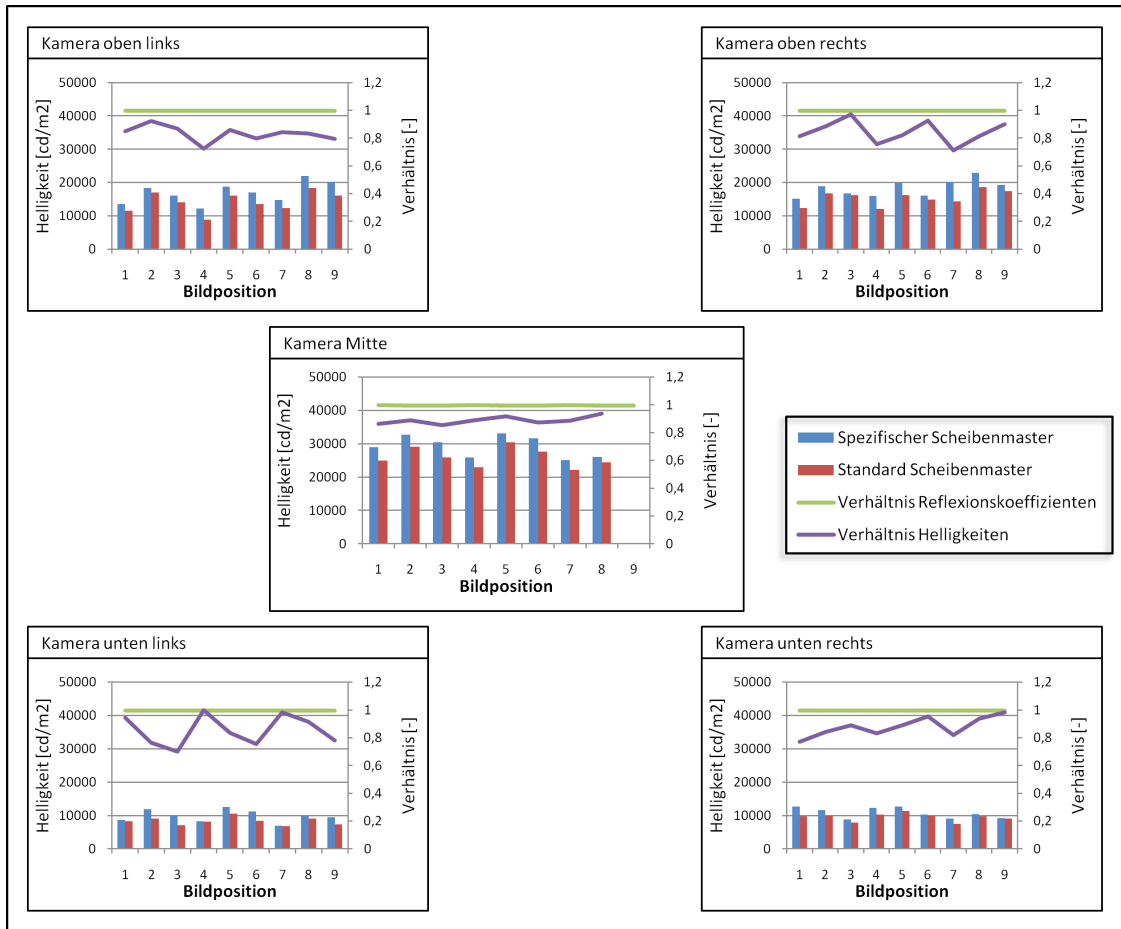 Kamera oben links
Helligkeit [cd/m2]
50000
40000
30000
20000
10000
0
1 2 3 4 5 6 7 8 9
Bildposition
1,2
1
0,8
0,6
0,4
0,2
0
Verhältnis [-]
Kamera oben rechts
Helligkeit [cd/m2]
50000
40000
30000
20000
10000
0
1 2 3 4 5 6 7 8 9
Bildposition
1,2
1
0,8
0,6
0,4
0,2
0
Verhältnis [-]
Kamera Mitte
Helligkeit [cd/m2]
50000
40000
30000
20000
10000
0
1 2 3 4 5 6 7 8 9
Bildposition
1,2
1
0,8
0,6
0,4
0,2
0
Verhältnis [-]
Spezifischer Scheibenmaster
Standard Scheibenmaster
Verhältnis Reflexionskoeffizienten
Verhältnis Helligkeiten
Kamera unten links
Helligkeit [cd/m2]
50000
40000
30000
20000
10000
0
1 2 3 4 5 6 7 8 9
Bildposition
1,2
1
0,8
0,6
0,4
0,2
0
Verhältnis [-]
Kamera unten rechts
Helligkeit [cd/m2]
50000
40000
30000
20000
10000
0
1 2 3 4 5 6 7 8 9
Bildposition
1,2
1
0,8
0,6
0,4
0,2
0
Verhältnis [-]